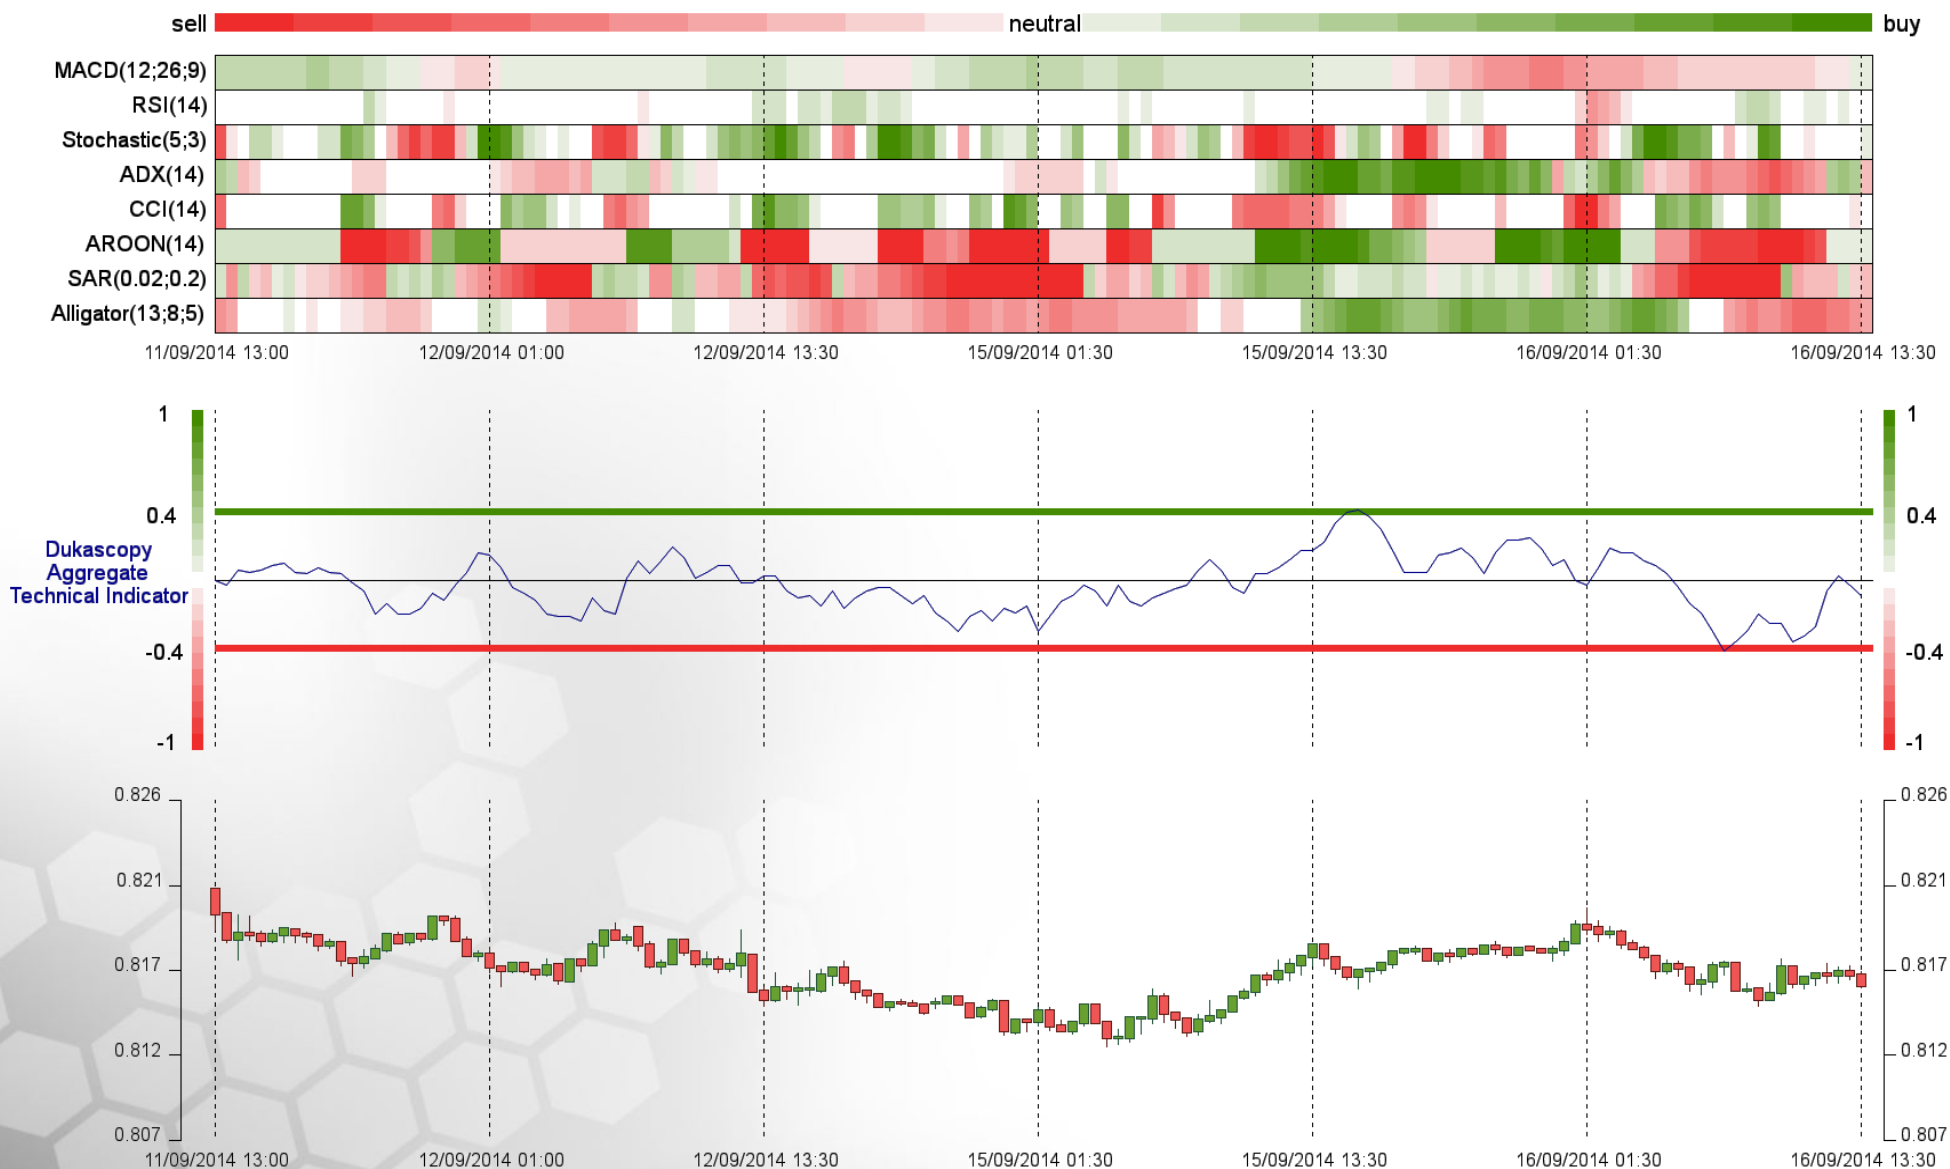 sell neutral buy
MACD(12;26;9)
RSI(14)
Stochastic(5;3)
ADX(14)
CCI(14)
AROON(14)
SAR(0.02;0.2)
Alligator(13;8;5)
11/09/2014 13:00 12/09/2014 01:00 12/09/2014 13:30 15/09/2014 01:30 15/09/2014 13:30 16/09/2014 01:30 16/09/2014 13:30
1 1
0.4 0.4
Dukascopy
Aggregate
Technical Indicator
-0.4 -0.4
-1 -1
0.826 0.826
0.821 0.821
0.817 0.817
0.812 0.812
0.807 0.807
11/09/2014 13:00 12/09/2014 01:00 12/09/2014 13:30 15/09/2014 01:30 15/09/2014 13:30 16/09/2014 01:30 16/09/2014 13:30